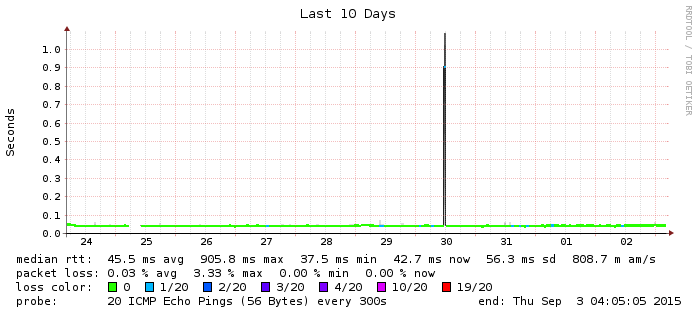 Last 10 Days
RRDTOOL / TOBI OETIKER
Seconds
1.0
0.9
0.8
0.7
0.6
0.5
0.4
0.3
0.2
0.1
0.0
24 25 26 27 28 29 30 31 01 02
median rtt: 45.5 ms avg 905.8 ms max 37.5 ms min 42.7 ms now 56.3 ms sd 808.7 m am/s
packet loss: 0.03 % avg 3.33 % max 0.00 % min 0.00 % now
loss color: 0 1/20 2/20 3/20 4/20 10/20 19/20
probe: 20 ICMP Echo Pings (56 Bytes) every 300s end: Thu Sep 3 04:05:05 2015